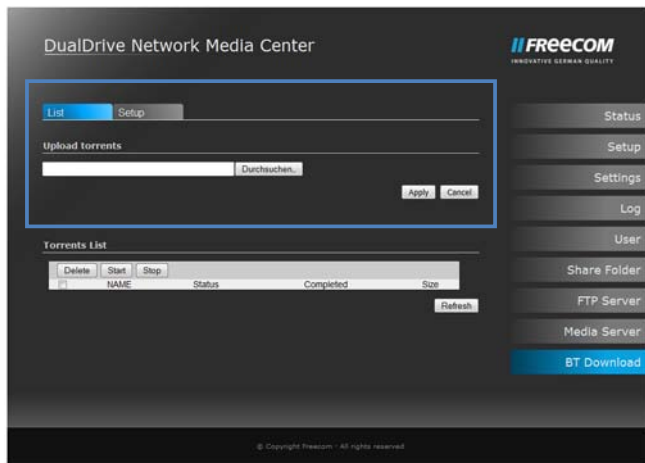 DualDrive Network Media Center
FREECOM
INNOVATIVE GERMAN QUALITY
List Setup
Upload torrents
Durchsuchen..
Apply Cancel
Torrents List
Delete Start Stop
NAME Status Completed Size
Refresh
Status
Setup
Settings
Log
User
Share Folder
FTP Server
Media Server
BT Download
© Copyright Freecom - All rights reserved